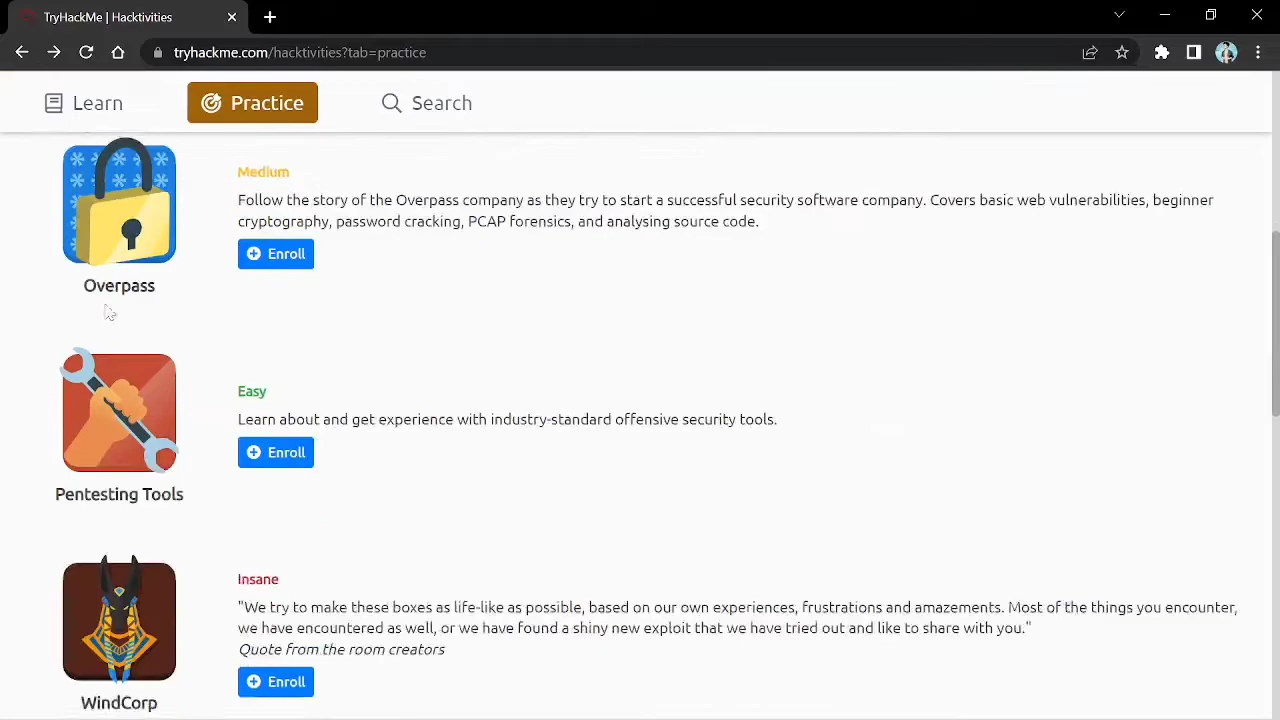 TryHackMe | Hacktivities
tryhackme.com/hacktivities?tab=practice
Learn
Practice
Search
Medium
Follow the story of the Overpass company as they try to start a successful security software company. Covers basic web vulnerabilities, beginner
cryptography, password cracking, PCAP forensics, and analysing source code.
Enroll
Overpass
Easy
Learn about and get experience with industry-standard offensive security tools.
Enroll
Pentesting Tools
Insane
"We try to make these boxes as life-like as possible, based on our own experiences, frustrations and amazements. Most of the things you encounter,
we have encountered as well, or we have found a shiny new exploit that we have tried out and like to share with you."
Quote from the room creators
Enroll
WindCorp